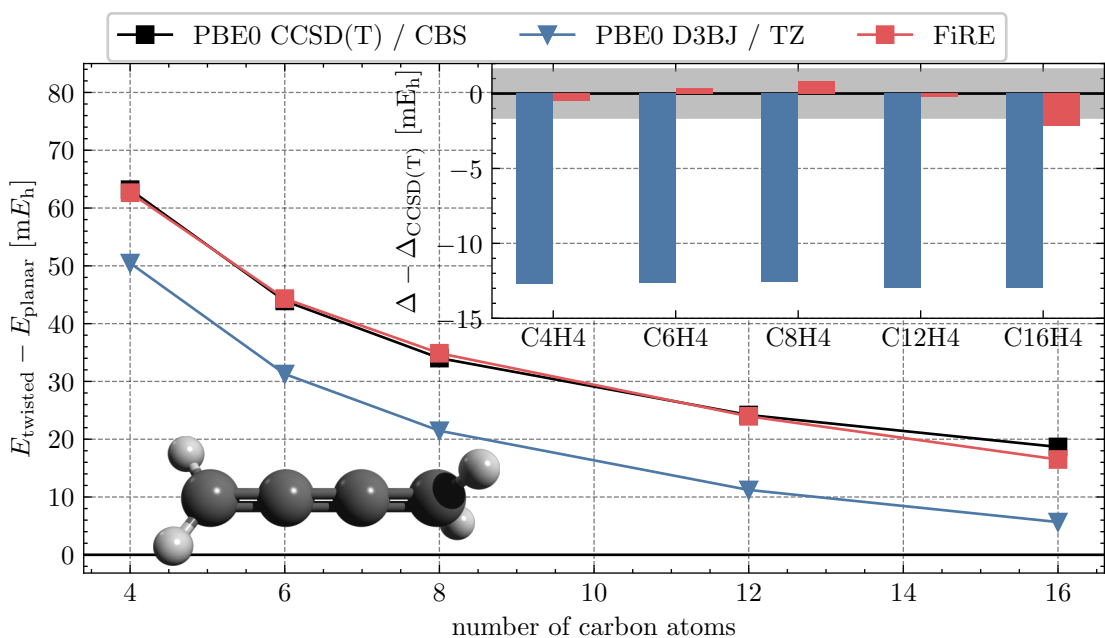 PBE0 CCSD(T) / CBS PBE0 D3BJ / TZ FiRE
E_twisted − E_planar [mE_h]
80
70
60
50
40
30
20
10
0
4 6 8 10 12 14 16
number of carbon atoms
Δ − Δ_CCSD(T) [mE_h]
0
−5
−10
−15
C4H4 C6H4 C8H4 C12H4 C16H4